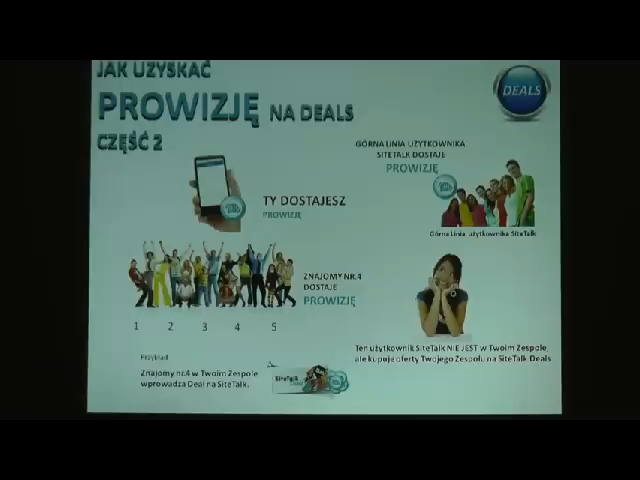 JAK UZYSKAĆ
PROWIZJĘ NA DEALS
CZĘŚĆ 2
DEALS
GÓRNA LINIA UŻYTKOWNIKA
SITETALK DOSTAJE
PROWIZJĘ
TY DOSTAJESZ
PROWIZJĘ
Górna Linia użytkownika SiteTalk
ZNAJOMY NR.4
DOSTAJE
PROWIZJĘ
1 2 3 4 5
Ten użytkownik SiteTalk NIE JEST w Twoim Zespole,
ale kupuje oferty Twojego Zespołu na SiteTalk Deals
Przykład
Znajomy nr.4 w Twoim Zespole
wprowadza Deal na SiteTalk.
SiteTalk